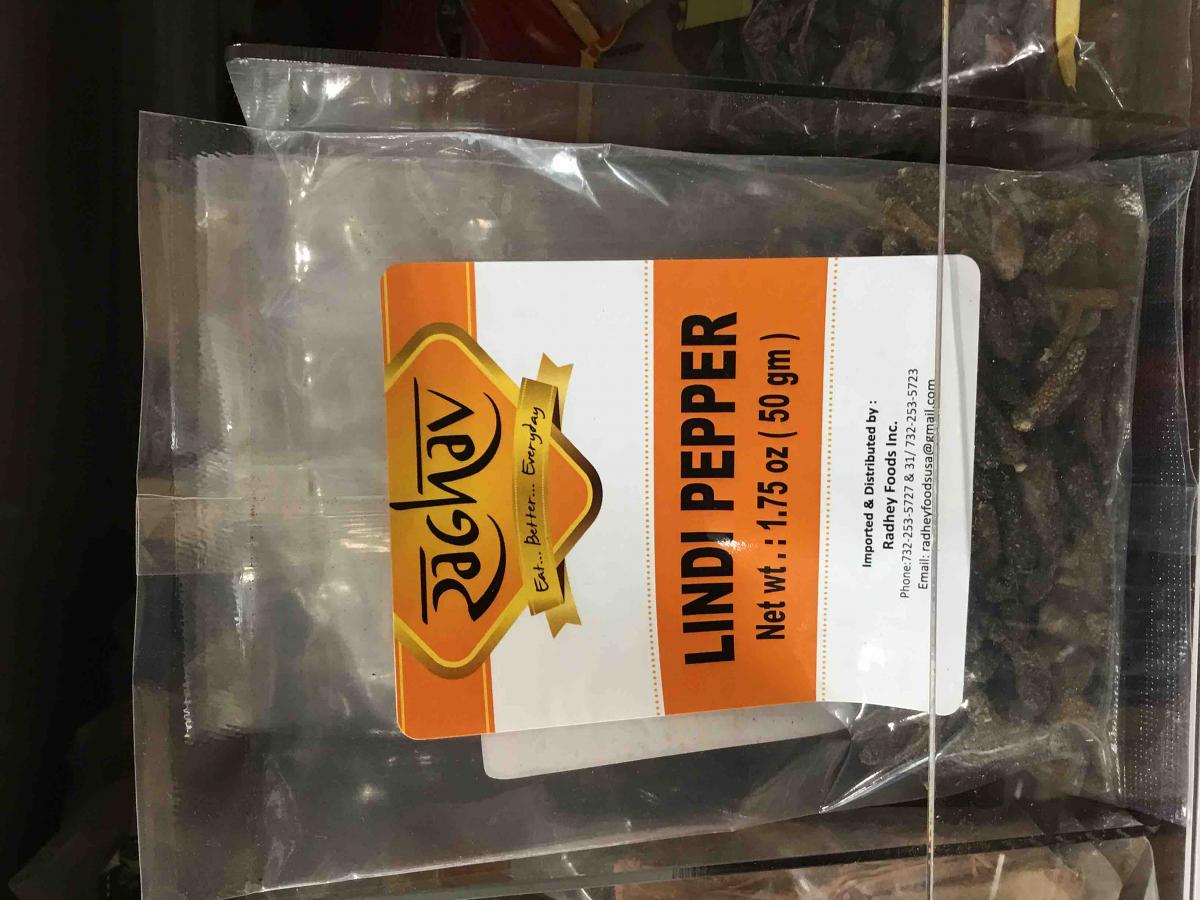 RAGHAV
Eat... Better... Everyday
LINDI PEPPER
Net wt. : 1.75 oz ( 50 gm )
Imported & Distributed by :
Radhey Foods Inc.
Phone:732-253-5727 & 31/ 732-253-5723
Email: radheyfoodsusa@gmail.com